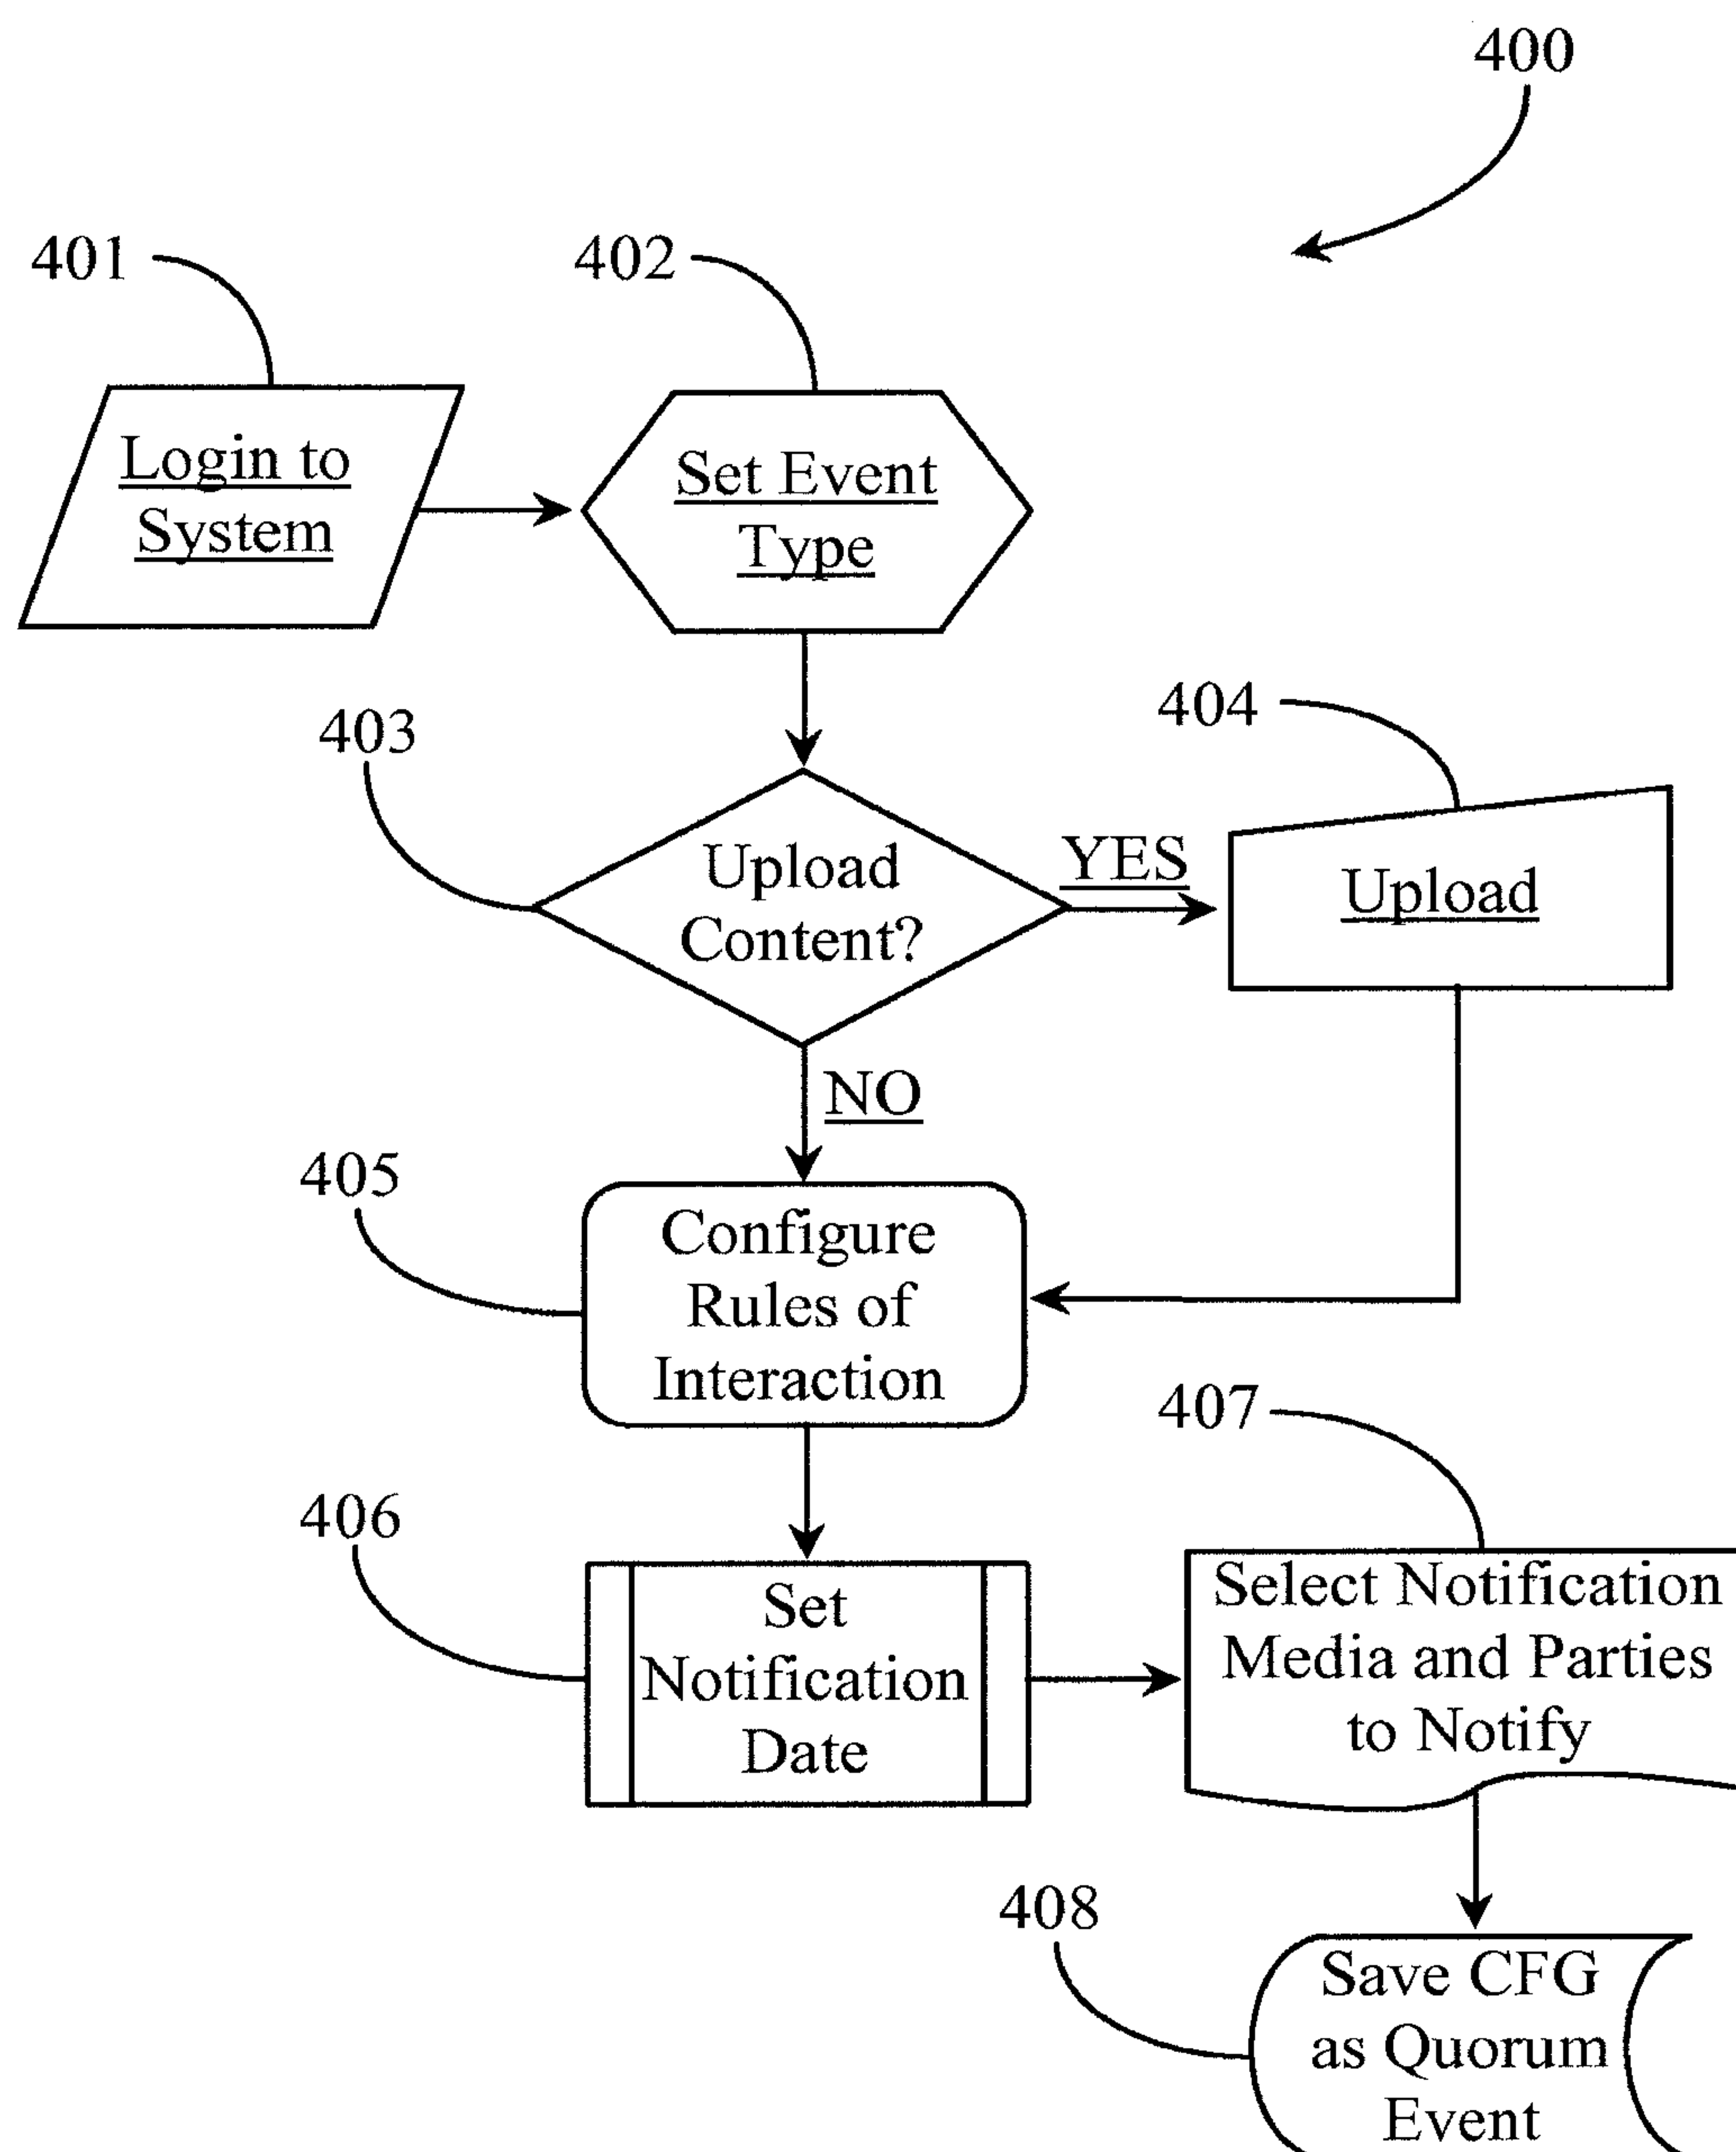 400
401
402
Login to
System
Set Event
Type
403
404
Upload
Content?
YES
Upload
NO
405
Configure
Rules of
Interaction
406
407
Set
Notification
Date
Select Notification
Media and Parties
to Notify
408
Save CFG
as Quorum
Event